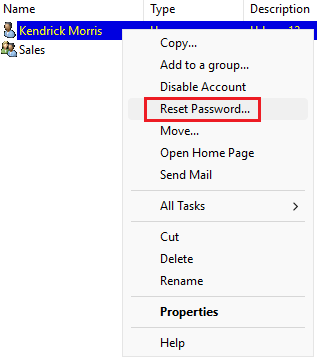 Name Type Description
Kendrick Morris
Sales
Copy...
Add to a group...
Disable Account
Reset Password...
Move...
Open Home Page
Send Mail
All Tasks
Cut
Delete
Rename
Properties
Help